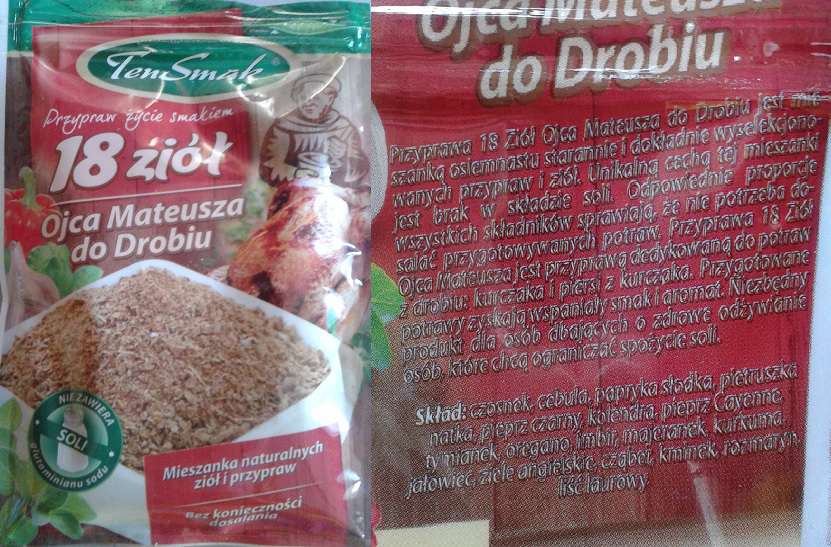 Ten Smak
Przypraw życie smakiem
18 ziół
Ojca Mateusza
do Drobiu
NIE ZAWIERA
SOLI
glutaminianu sodu
Mieszanka naturalnych
ziół i przypraw
Bez konieczności
dosalania
Ojca Mateusza
do Drobiu
Przyprawa 18 Ziół Ojca Mateusza do Drobiu jest mie-
szanką osiemnastu starannie i dokładnie wyselekcjono-
wanych przypraw i ziół. Unikalną cechą tej mieszanki
jest brak w składzie soli. Odpowiednie proporcje
wszystkich składników sprawiają, że nie potrzeba do-
salać przygotowywanych potraw. Przyprawa 18 Ziół
Ojca Mateusza jest przyprawą dedykowaną do potraw
z drobiu: kurczaka i piersi z kurczaka. Przygotowane
potrawy zyskają wspaniały smak i aromat. Niezbędny
produkt dla osób dbających o zdrowe odżywianie
osób, które chcą ograniczać spożycie soli.
Skład: czosnek, cebula, papryka słodka, pietruszka
natka, pieprz czarny, kolendra, pieprz Cayenne,
tymianek, oregano, imbir, majeranek, kurkuma,
jałowiec, ziele angielskie, cząber, kminek, rozmaryn,
liść laurowy.